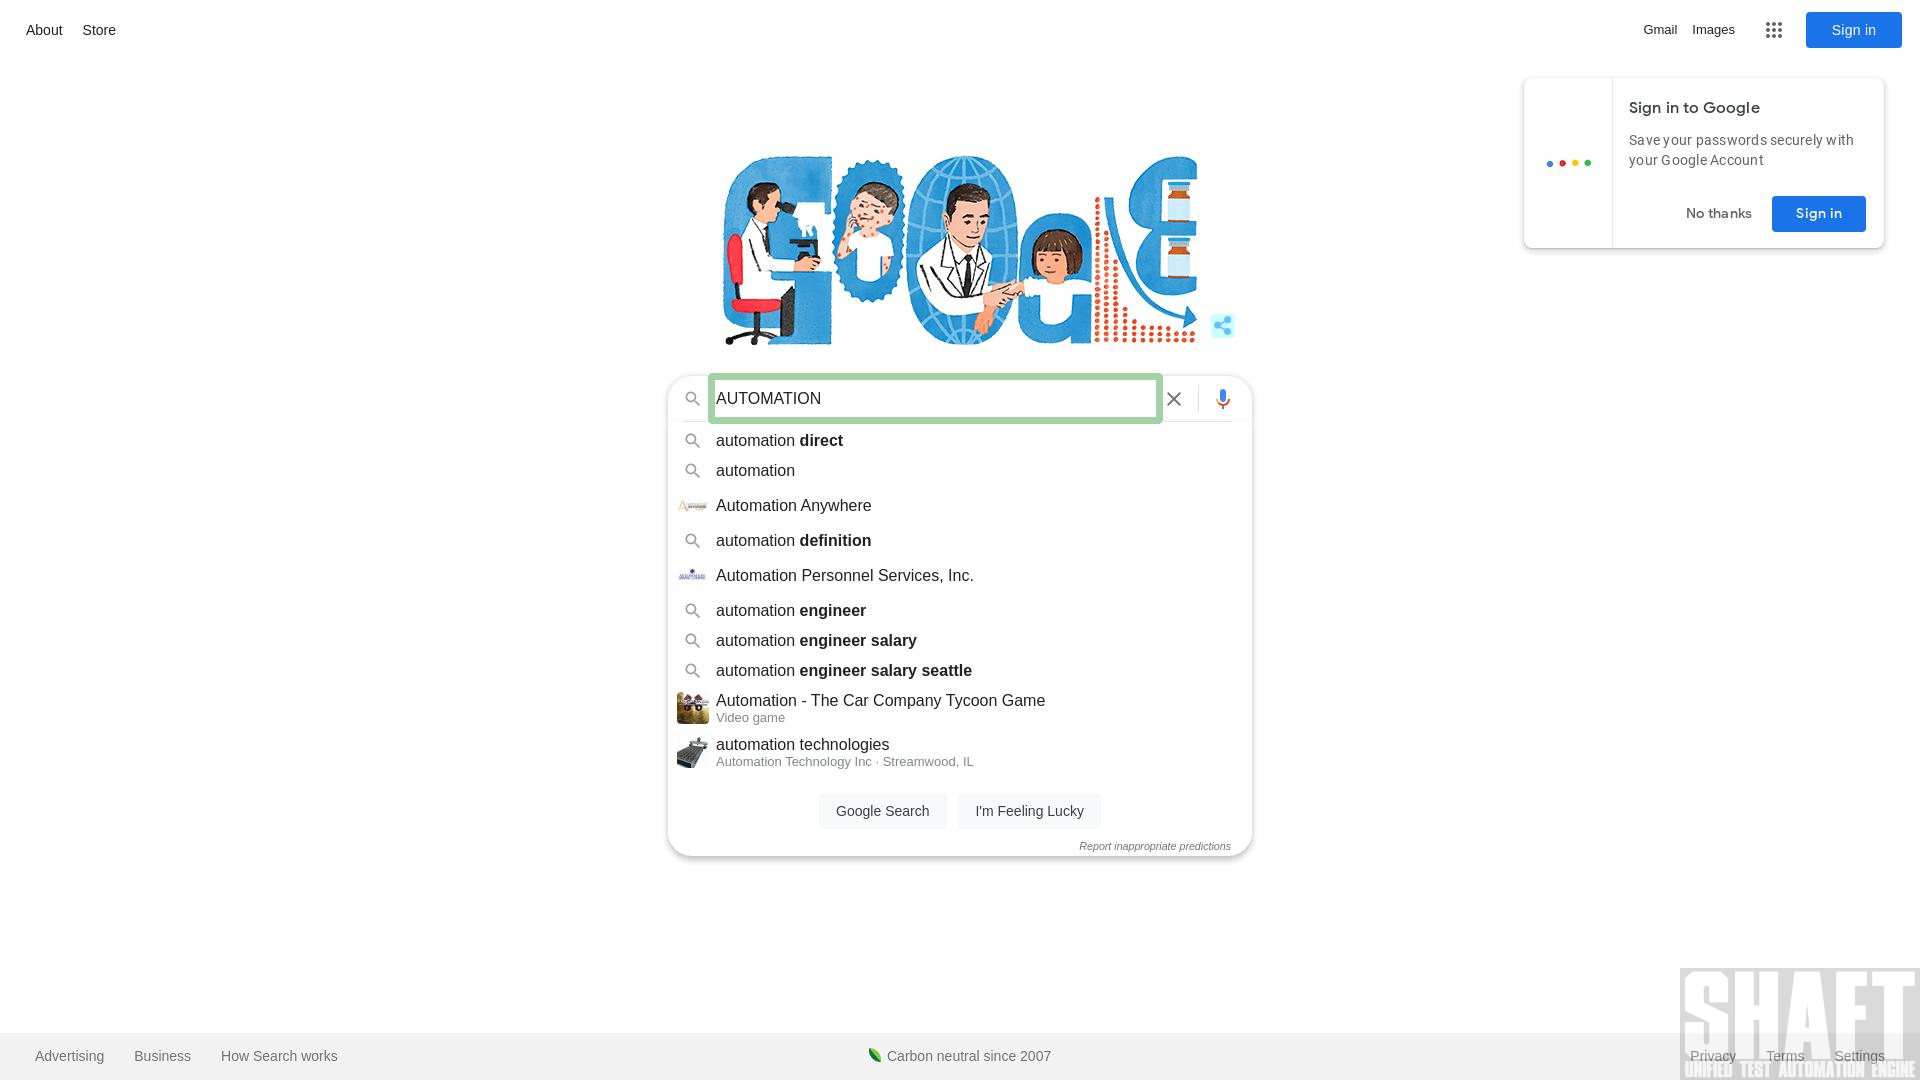 About Store
Gmail Images Sign in
Sign in to Google
Save your passwords securely with
your Google Account
No thanks Sign in
Google
AUTOMATION
automation direct
automation
Automation Anywhere
automation definition
Automation Personnel Services, Inc.
automation engineer
automation engineer salary
automation engineer salary seattle
Automation - The Car Company Tycoon Game
Video game
automation technologies
Automation Technology Inc · Streamwood, IL
Google Search I'm Feeling Lucky
Report inappropriate predictions
SHAFT
Advertising Business How Search works Carbon neutral since 2007 Privacy Terms Settings
UNIFIED TEST AUTOMATION ENGINE